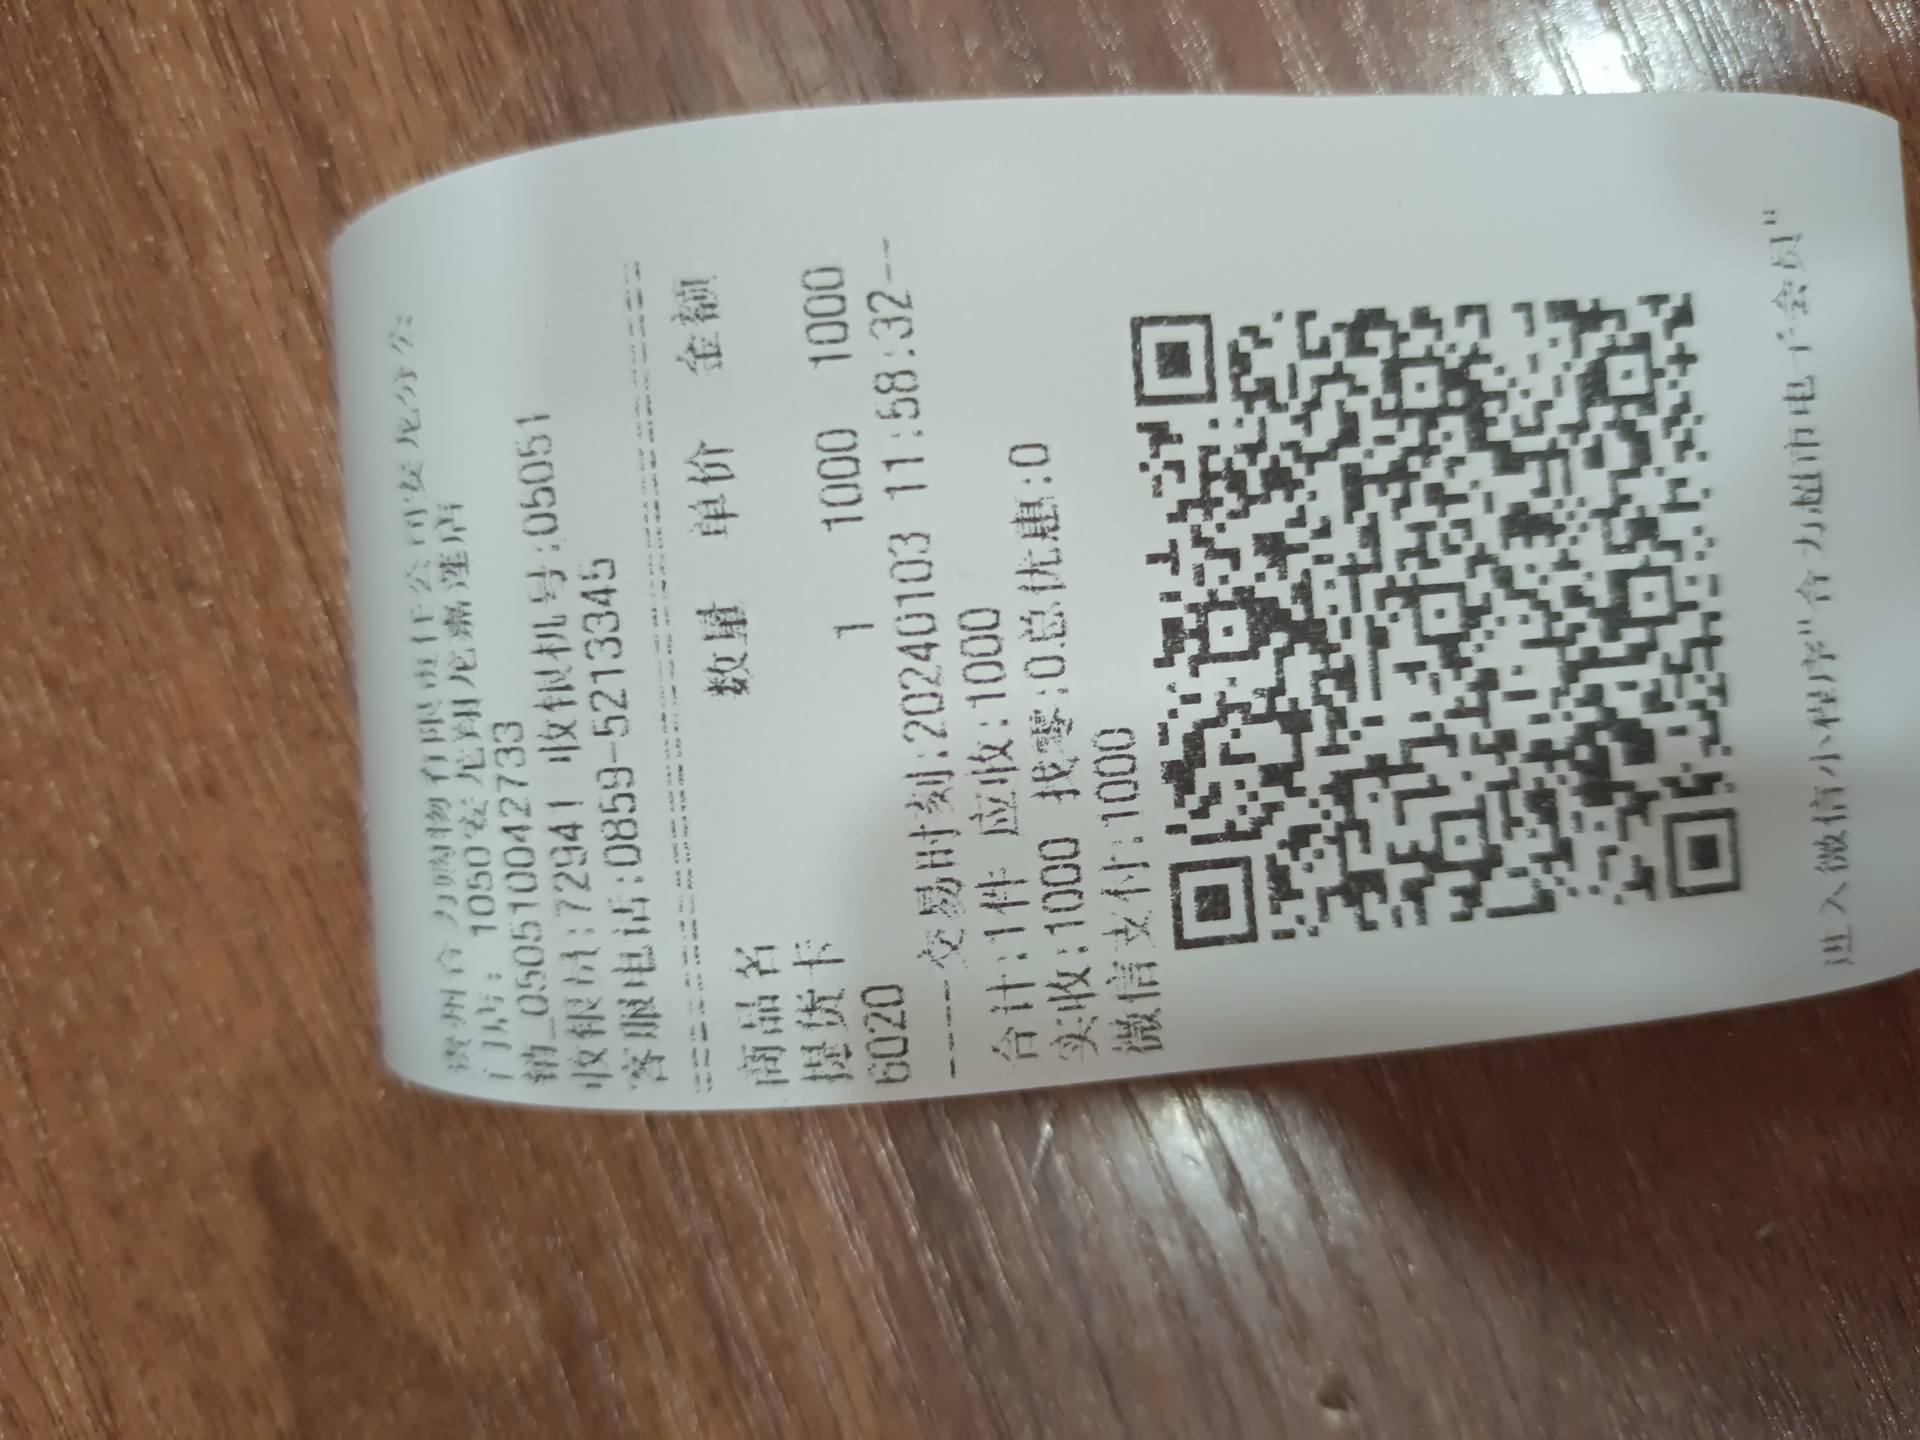 贵州合力购物有限责任公司安龙分公
门店: 1050安龙翔龙嘉莲店
销_0505100427​33
收银员:72941 收银机号:05051
客服电话:0859-5213345
商品名 数量 单价 金额
提货卡 1 1000 1000
6020
----交易时刻:20240103 11:58:32--
合计:1件 应收:1000
实收:1000 找零:0总优惠:0
微信支付:1000
进入微信小程序"合力超市电子会员"